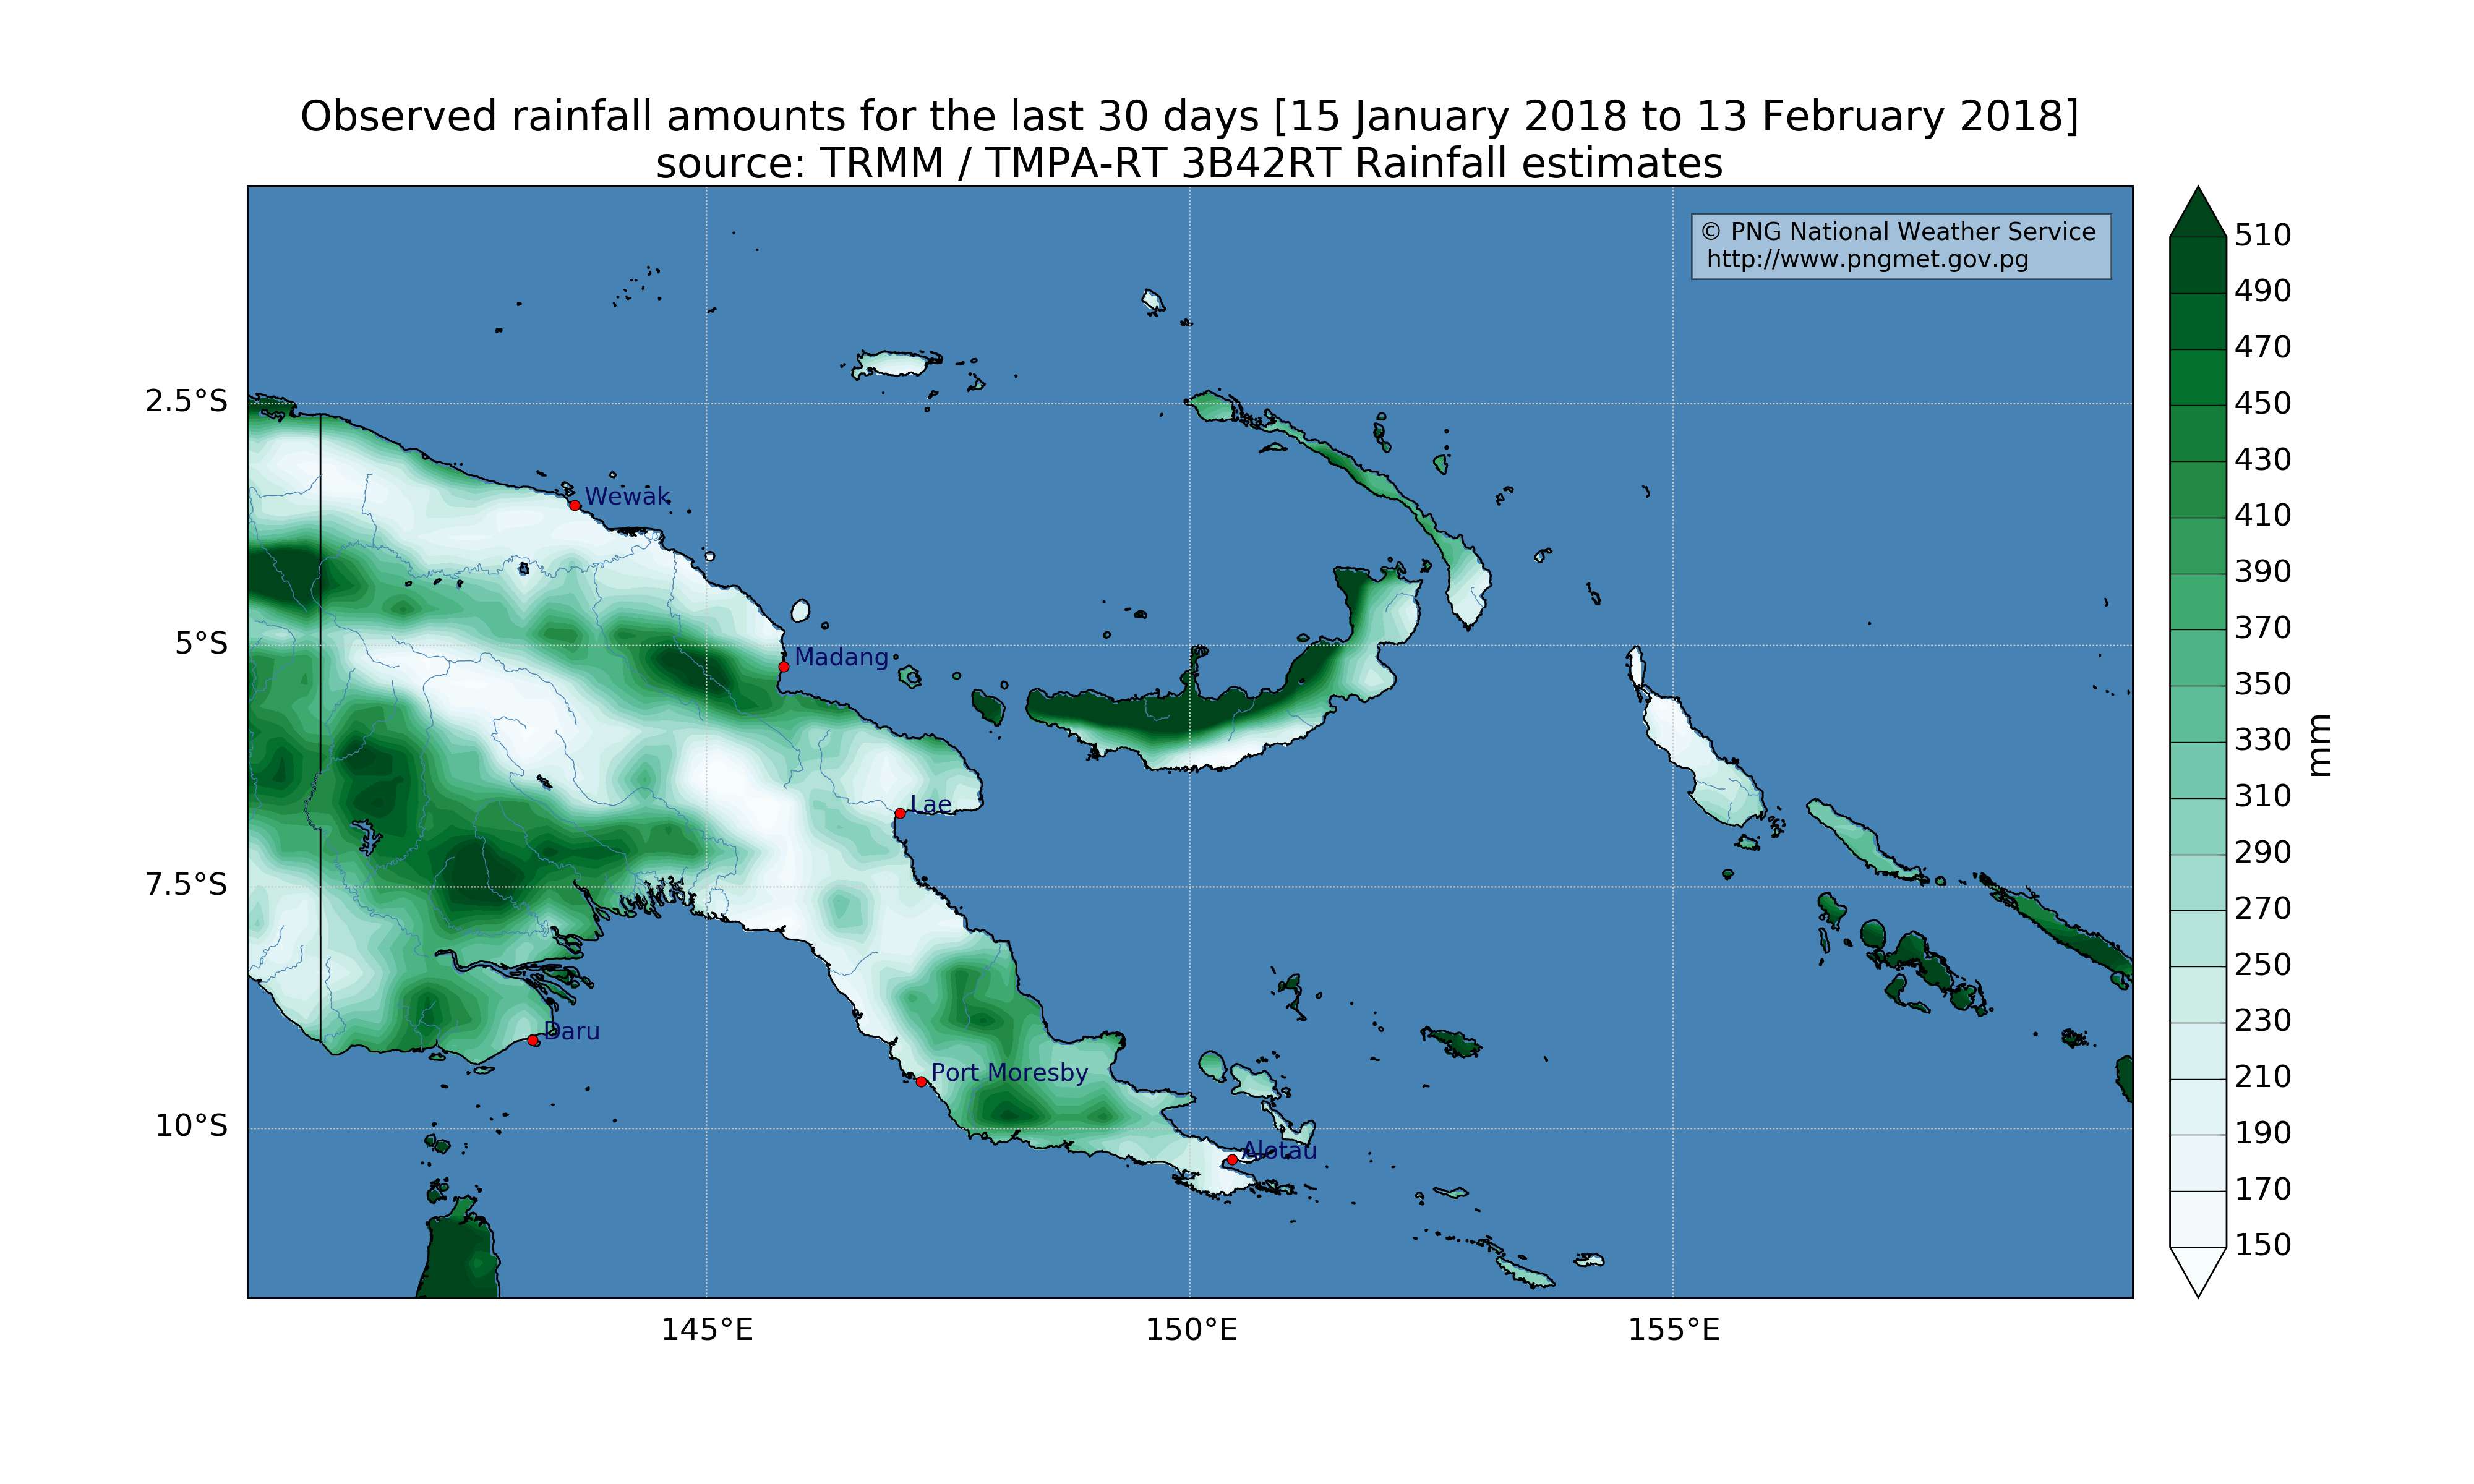 Observed rainfall amounts for the last 30 days [15 January 2018 to 13 February 2018]
source: TRMM / TMPA-RT 3B42RT Rainfall estimates
© PNG National Weather Service
http://www.pngmet.gov.pg
2.5°S
5°S
7.5°S
10°S
Wewak
Madang
Lae
Daru
Port Moresby
Alotau
145°E
150°E
155°E
510
490
470
450
430
410
390
370
350
330
310
290
270
250
230
210
190
170
150
mm